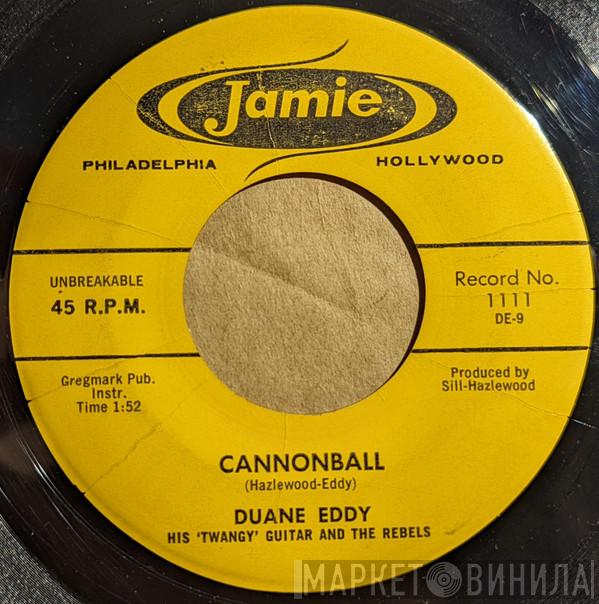 Jamie
PHILADELPHIA
HOLLYWOOD
UNBREAKABLE
45 R.P.M.
Record No.
1111
DE-9
Gregmark Pub.
Instr.
Time 1:52
Produced by
Sill-Hazlewood
CANNONBALL
(Hazlewood-Eddy)
DUANE EDDY
HIS 'TWANGY' GUITAR AND THE REBELS
МАРКЕТ ВИНИЛА